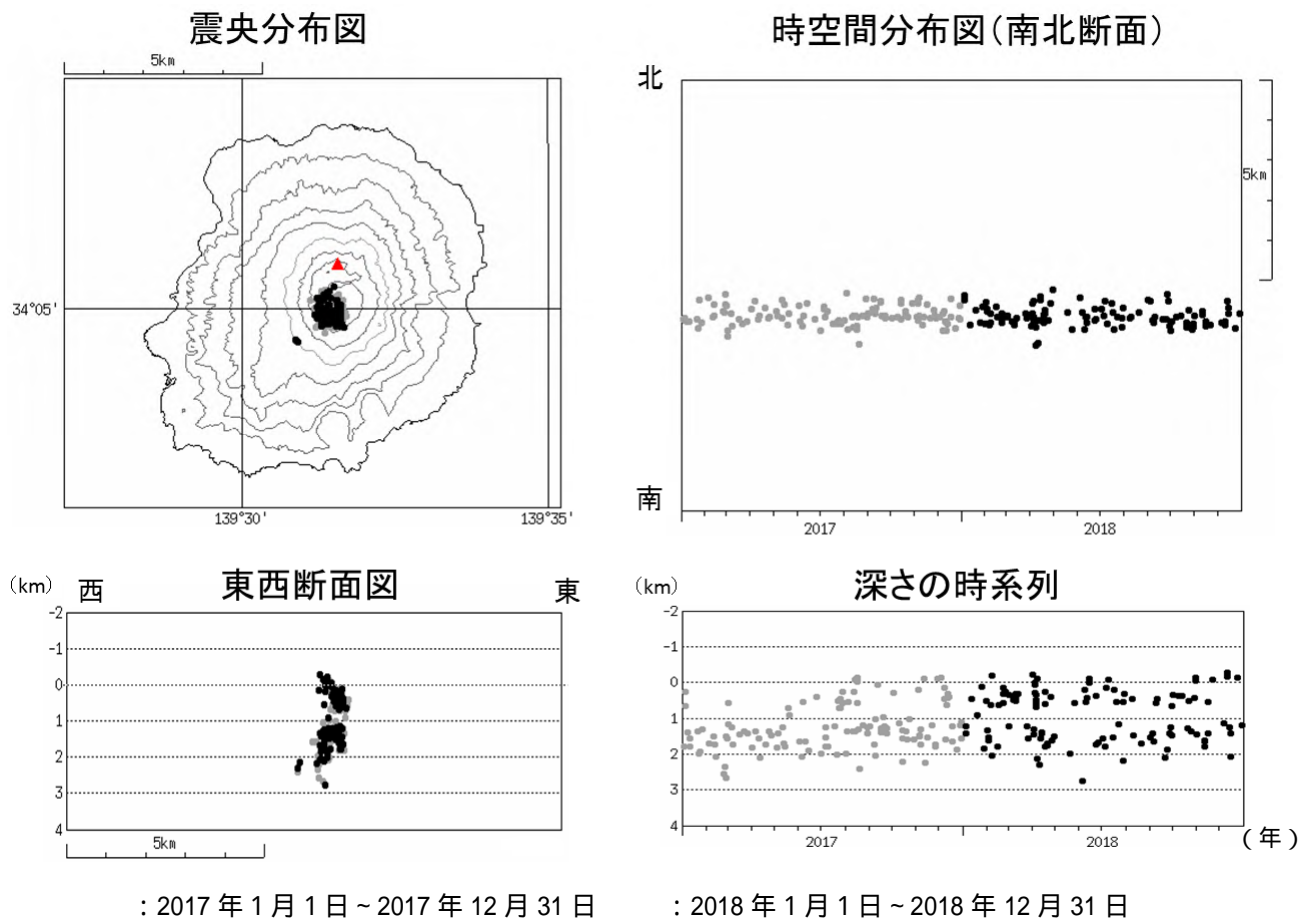 震央分布図
5km
34°05'
139°30'
139°35'
時空間分布図(南北断面)
北
南
5km
2017
2018
東西断面図
(km)
西
東
-2
-1
0
1
2
3
4
5km
深さの時系列
(km)
-2
-1
0
1
2
3
4
2017
2018
(年)
:2017年1月1日~2017年12月31日
:2018年1月1日~2018年12月31日